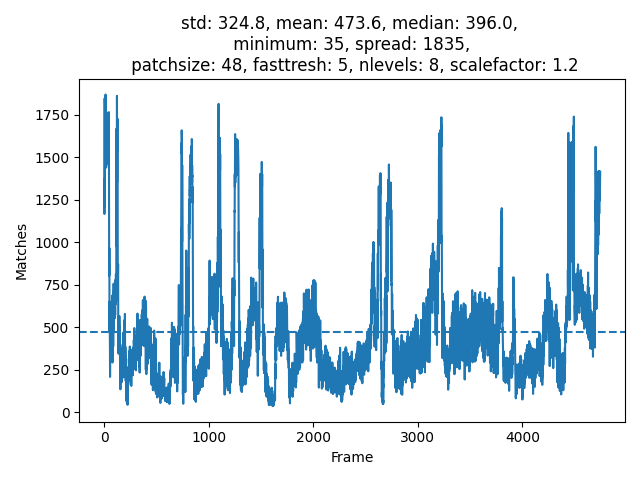 std: 324.8, mean: 473.6, median: 396.0,
minimum: 35, spread: 1835,
patchsize: 48, fasttresh: 5, nlevels: 8, scalefactor: 1.2
1750
1500
1250
1000
750
500
250
0
Matches
0 1000 2000 3000 4000
Frame